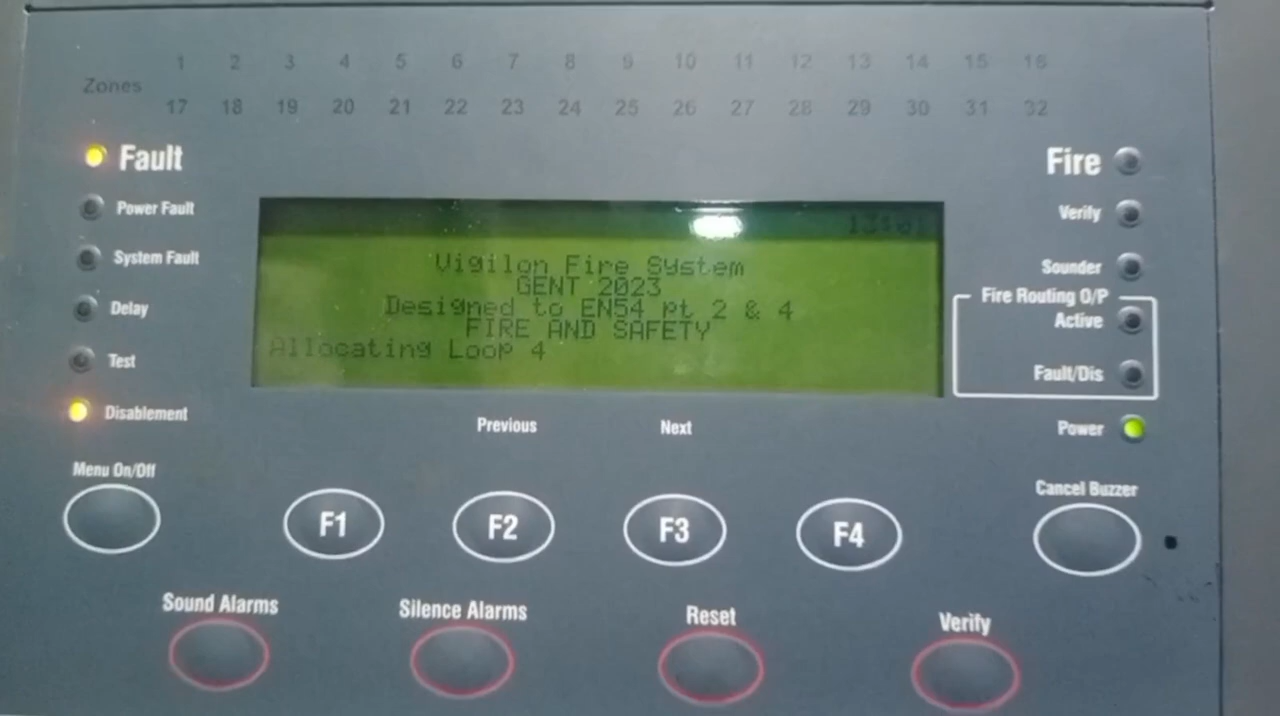 1 2 3 4 5 6 7 8 9 10 11 12 13 14 15 16
Zones
17 18 19 20 21 22 23 24 25 26 27 28 29 30 31 32
Fault
Power Fault
System Fault
Delay
Test
Disablement
Vigilon Fire System
GENT 2023
Designed to EN54 pt 2 & 4
FIRE AND SAFETY
Allocating Loop 4
Fire
Verify
Sounder
Fire Routing O/P
Active
Fault/Dis
Power
Previous Next
Menu On/Off
F1 F2 F3 F4
Cancel Buzzer
Sound Alarms Silence Alarms Reset Verify